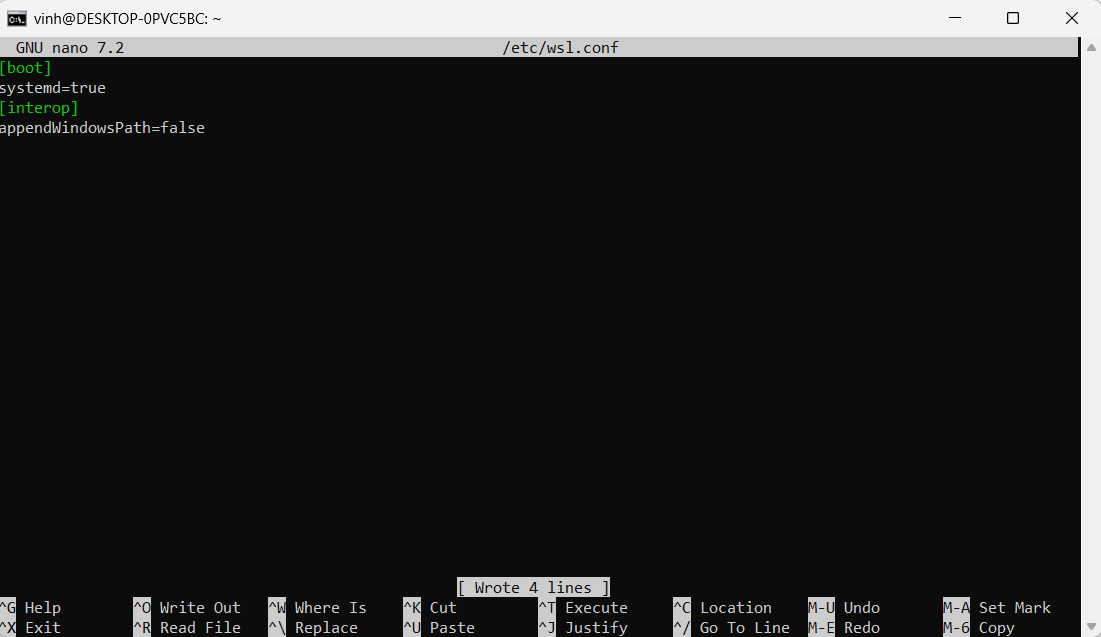 vinh@DESKTOP-0PVC5BC: ~
GNU nano 7.2 /etc/wsl.conf
[boot]
systemd=true
[interop]
appendWindowsPath=false
[ Wrote 4 lines ]
^G Help ^O Write Out ^W Where Is ^K Cut ^T Execute ^C Location M-U Undo M-A Set Mark
^X Exit ^R Read File ^\ Replace ^U Paste ^J Justify ^/ Go To Line M-E Redo M-6 Copy